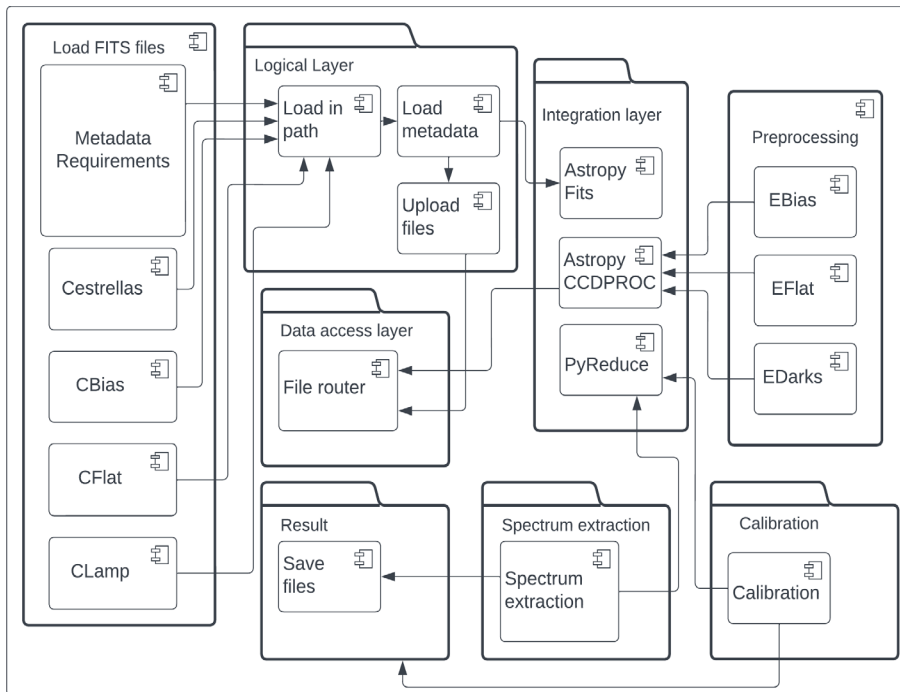 Load FITS files
Metadata
Requirements
Cestrellas
CBias
CFlat
CLamp
Logical Layer
Load in
path
Load
metadata
Upload
files
Data access layer
File router
Result
Save
files
Spectrum extraction
Spectrum
extraction
Integration layer
Astropy
Fits
Astropy
CCDPROC
PyReduce
Preprocessing
EBias
EFlat
EDarks
Calibration
Calibration